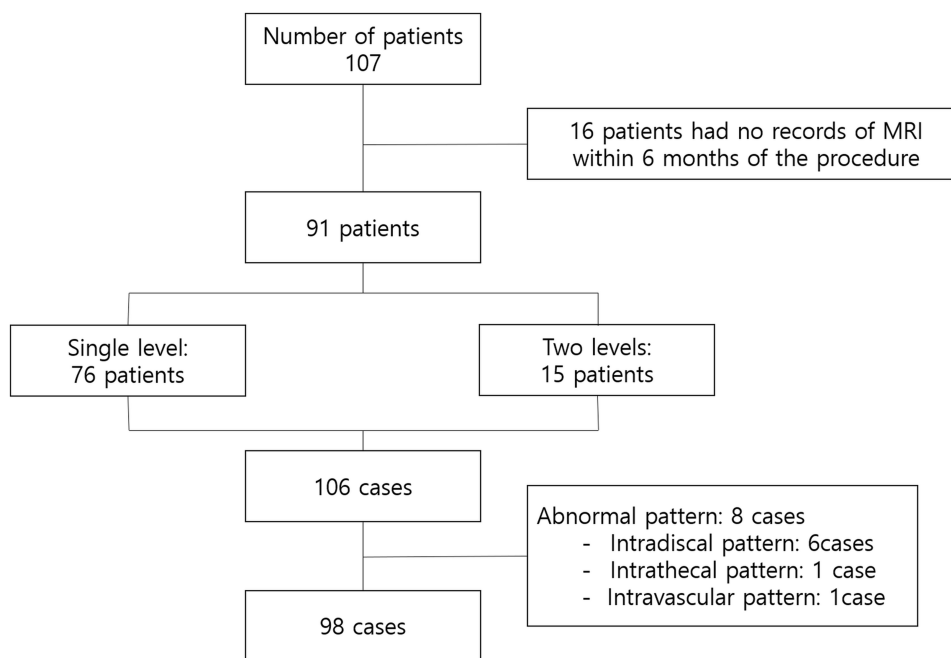 Number of patients
107
16 patients had no records of MRI
within 6 months of the procedure
91 patients
Single level:
76 patients
Two levels:
15 patients
106 cases
Abnormal pattern: 8 cases
- Intradiscal pattern: 6cases
- Intrathecal pattern: 1 case
- Intravascular pattern: 1case
98 cases